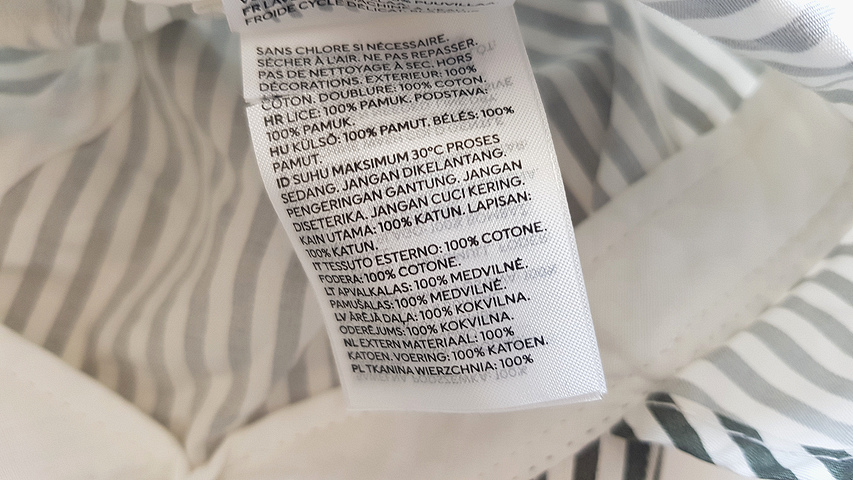 FROIDE CYCLE DÉLICAT
SANS CHLORE SI NÉCESSAIRE.
SÉCHER À L'AIR. NE PAS REPASSER.
PAS DE NETTOYAGE À SEC. HORS
DÉCORATIONS. EXTERIEUR: 100%
COTON. DOUBLURE: 100% COTON.
HR LICE: 100% PAMUK. PODSTAVA:
100% PAMUK.
HU KÜLSŐ: 100% PAMUT. BÉLÉS: 100%
PAMUT.
ID SUHU MAKSIMUM 30°C PROSES
SEDANG. JANGAN DIKELANTANG.
PENGERINGAN GANTUNG. JANGAN
DISETERIKA. JANGAN CUCI KERING.
KAIN UTAMA: 100% KATUN. LAPISAN:
100% KATUN.
IT TESSUTO ESTERNO: 100% COTONE.
FODERA: 100% COTONE.
LT APVALKALAS: 100% MEDVILNĖ.
PAMUŠALAS: 100% MEDVILNĖ.
LV ĀRĒJĀ DAĻA: 100% KOKVILNA.
ODERĒJUMS: 100% KOKVILNA.
NL EXTERN MATERIAAL: 100%
KATOEN. VOERING: 100% KATOEN.
PL TKANINA WIERZCHNIA: 100%